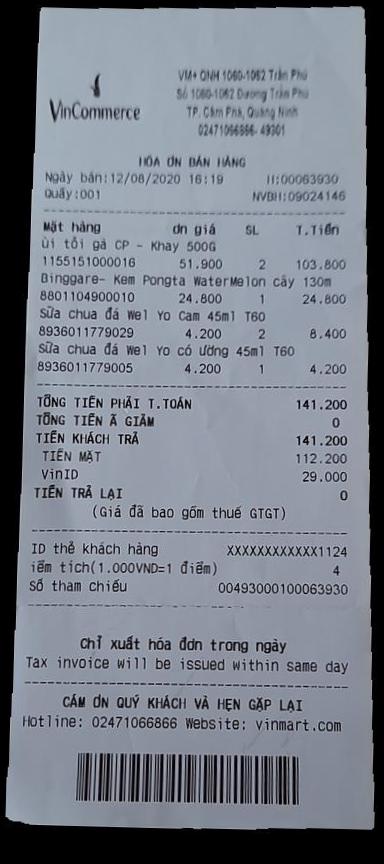 VinCommerce
VM+ QNH 1060-1062 Trần Phú
Số 1060-1062 Đường Trần Phú
TP. Cẩm Phả, Quảng Ninh
02471066866- 49301
HÓA ƠN BÁN HÀNG
Ngày bán:12/08/2020 16:19 H:00063930
Quầy:001 NVBH:09024146
Mặt hàng ơn giá SL T.Tiền
ùi tỏi gà CP - Khay 500G
1155151000016 51.900 2 103.800
Binggare- Kem Pongta WaterMelon cây 130m
8801104900010 24.800 1 24.800
Sữa chua đá Wel Yo Cam 45ml T60
8936011779029 4.200 2 8.400
Sữa chua đá Wel Yo có ường 45ml T60
8936011779005 4.200 1 4.200
TỔNG TIỀN PHẢI T.TOÁN 141.200
TỔNG TIỀN Ã GIẢM 0
TIỀN KHÁCH TRẢ 141.200
TIỀN MẶT 112.200
VinID 29.000
TIỀN TRẢ LẠI 0
(Giá đã bao gồm thuế GTGT)
ID thẻ khách hàng XXXXXXXXXXXX1124
iểm tích(1.000VND=1 điểm) 4
Số tham chiếu 00493000100063930
Chỉ xuất hóa đơn trong ngày
Tax invoice will be issued within same day
CẢM ƠN QUÝ KHÁCH VÀ HẸN GẶP LẠI
Hotline: 02471066866 Website: vinmart.com